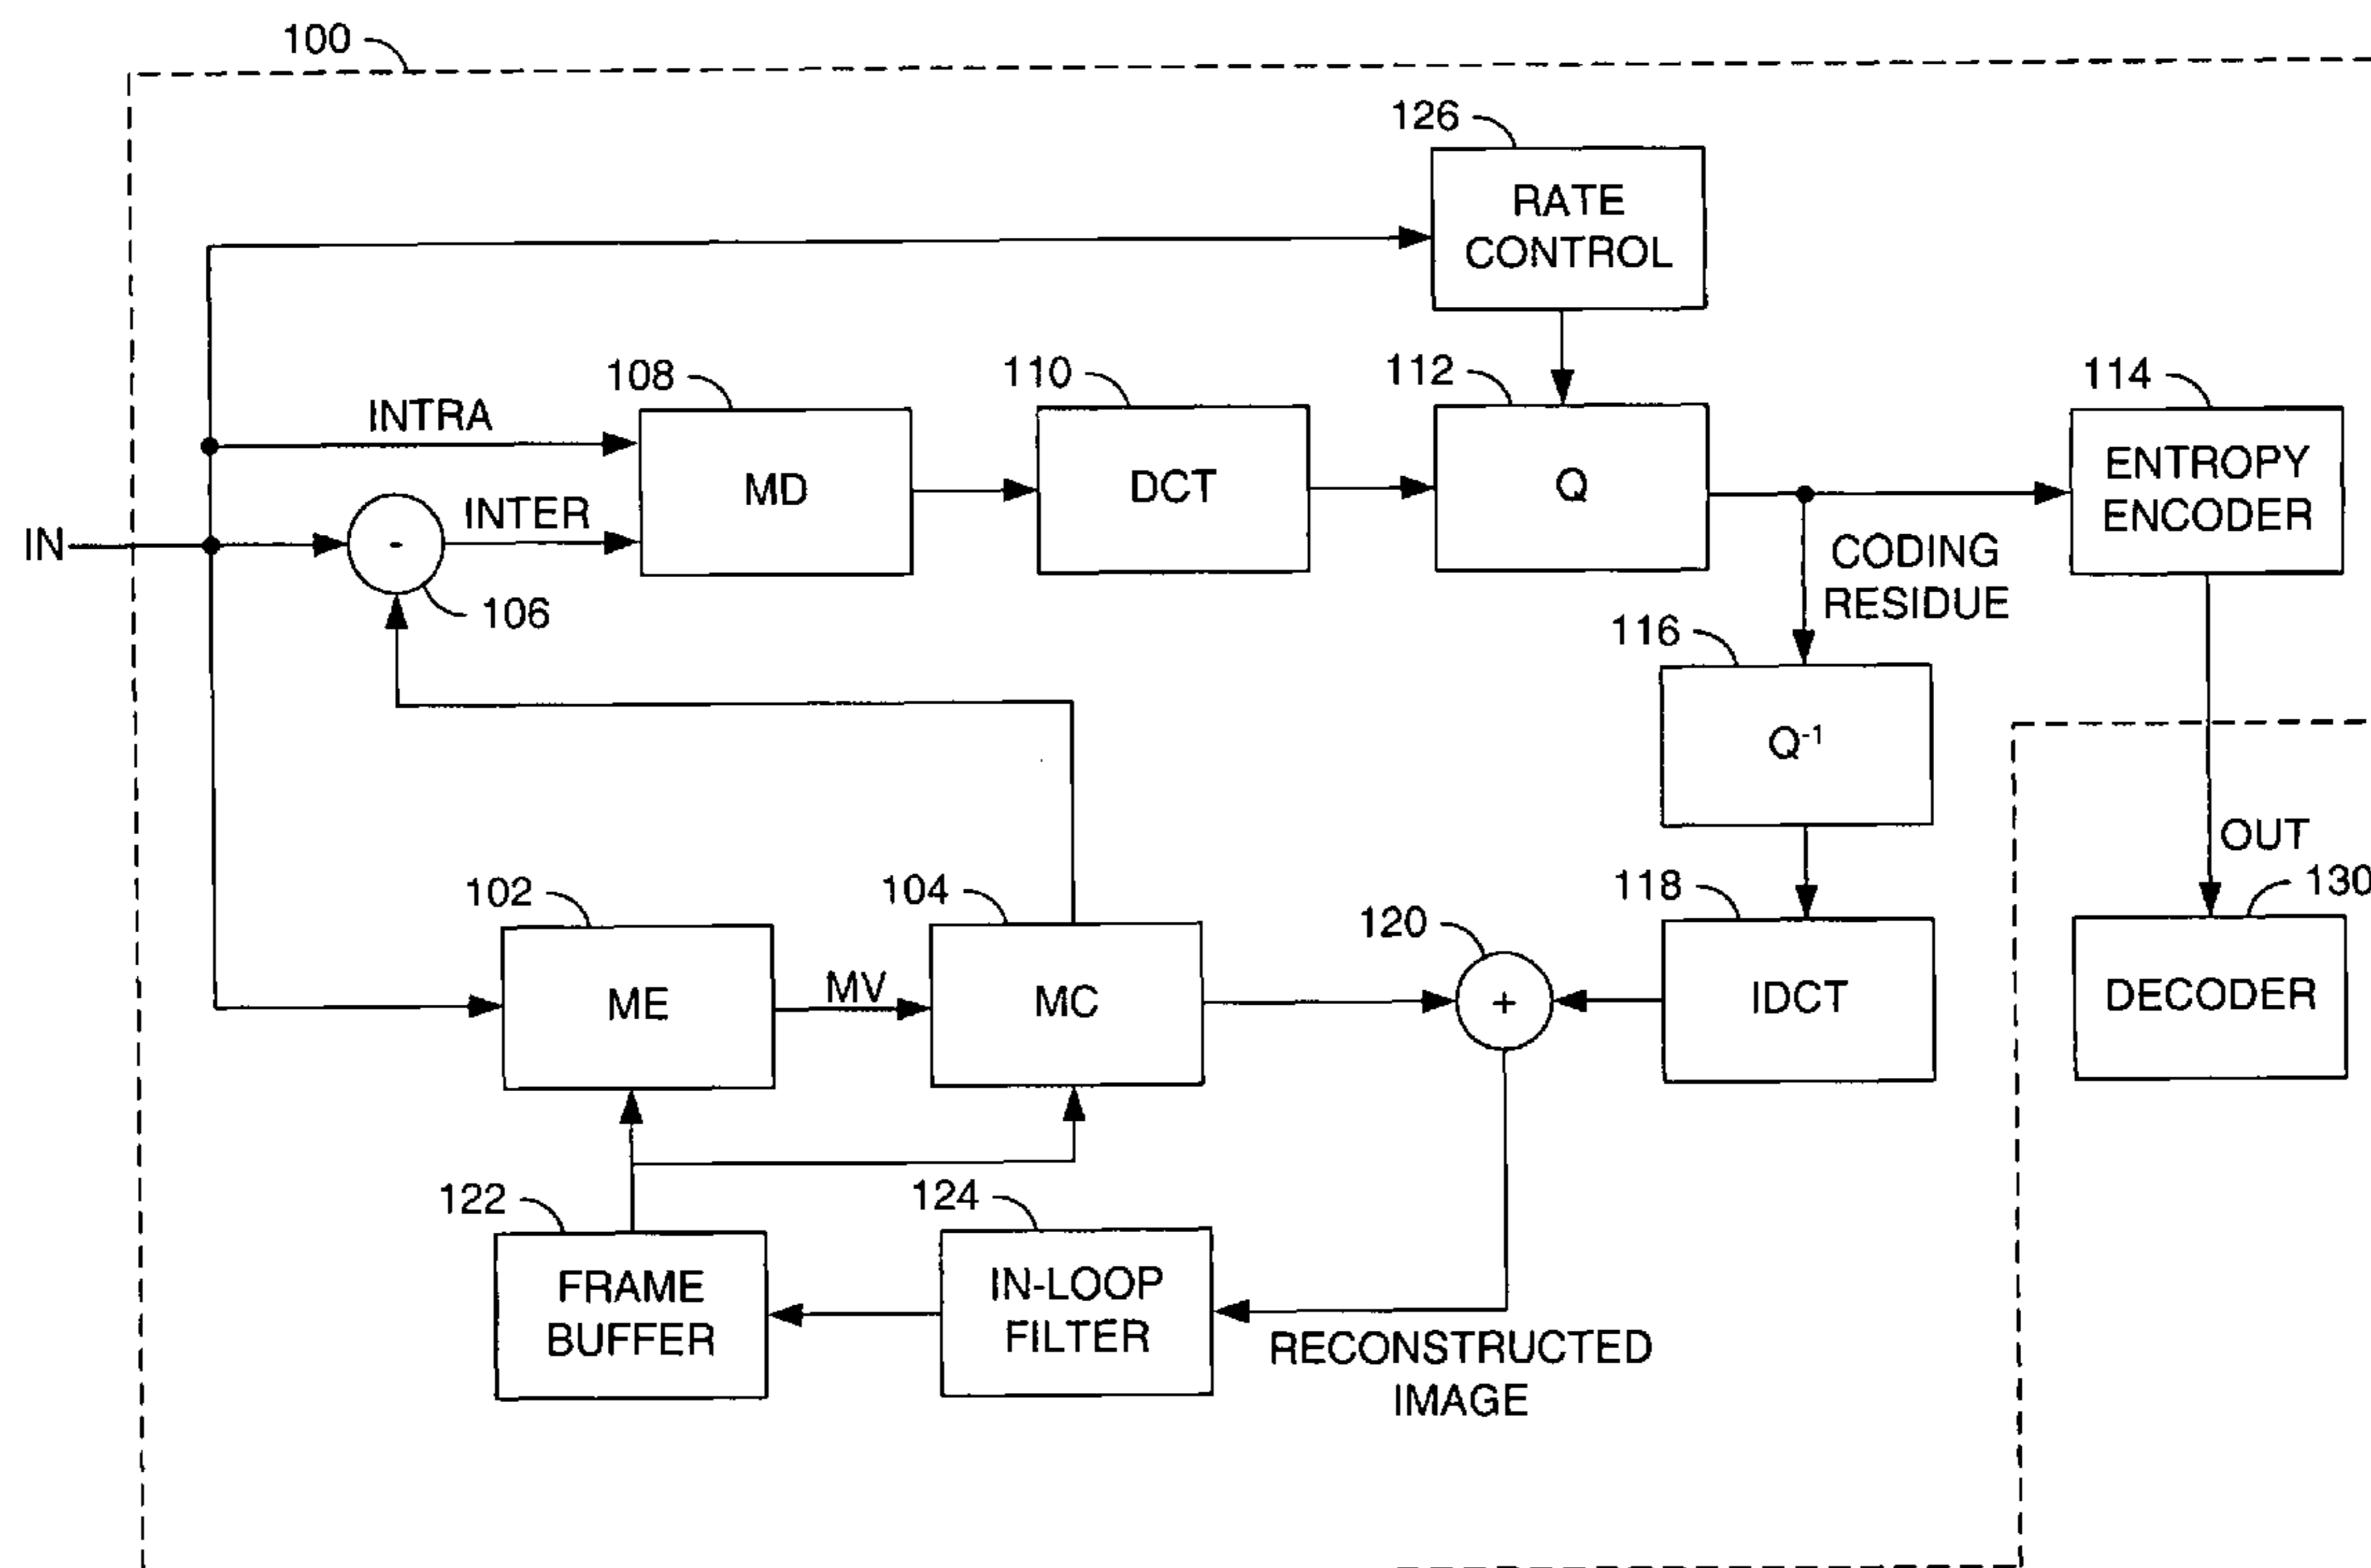 100
126
RATE
CONTROL
108
110
112
114
INTRA
MD
DCT
Q
ENTROPY
ENCODER
IN
-
INTER
106
CODING
RESIDUE
116
Q-1
OUT
102
104
120
118
130
ME
MV
MC
+
IDCT
DECODER
122
124
FRAME
BUFFER
IN-LOOP
FILTER
RECONSTRUCTED
IMAGE